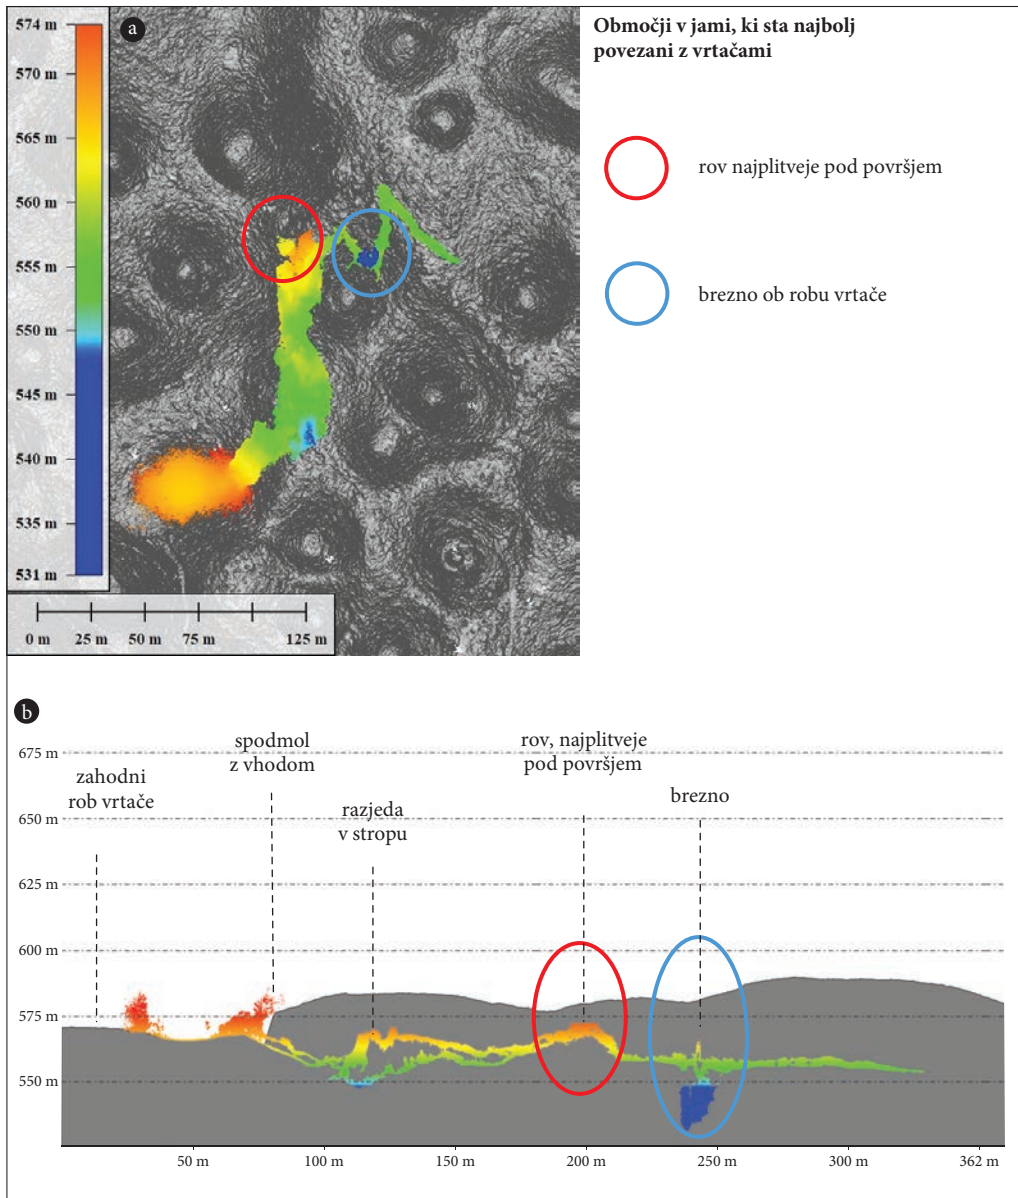 a
574 m
570 m
565 m
560 m
555 m
550 m
545 m
540 m
535 m
531 m
0 m 25 m 50 m 75 m 125 m
Območji v jami, ki sta najbolj
povezani z vrtačami
rov najplitveje pod površjem
brezno ob robu vrtače
b
zahodni
rob vrtače
spodmol
z vhodom
razjeda
v stropu
rov, najplitveje
pod površjem
brezno
675 m
650 m
625 m
600 m
575 m
550 m
50 m 100 m 150 m 200 m 250 m 300 m 362 m